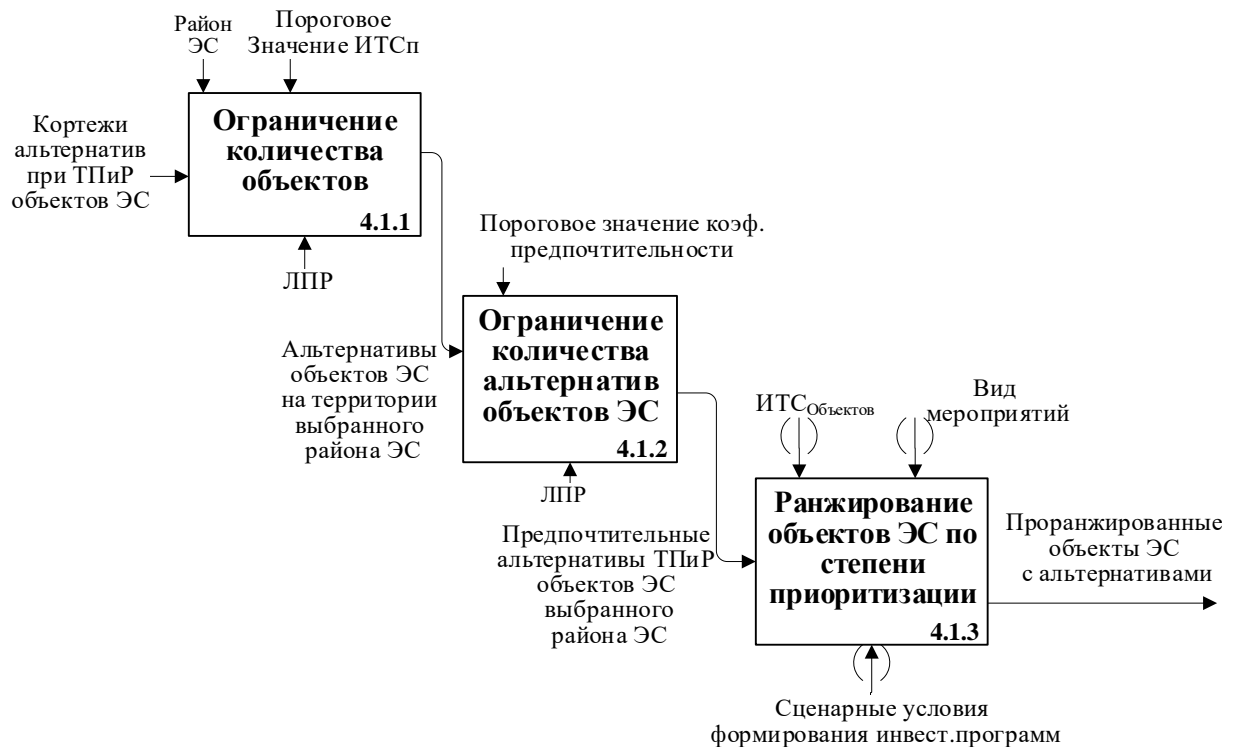 Район
ЭС
Пороговое
Значение ИТСп
Кортежи
альтернатив
при ТПиР
объектов ЭС
Ограничение
количества
объектов
4.1.1
ЛПР
Пороговое значение коэф.
предпочтительности
Альтернативы
объектов ЭС
на территории
выбранного
района ЭС
Ограничение
количества
альтернатив
объектов ЭС
4.1.2
ЛПР
ИТСОбъектов
Вид
мероприятий
Предпочтительные
альтернативы ТПиР
объектов ЭС
выбранного
района ЭС
Ранжирование
объектов ЭС по
степени
приоритизации
4.1.3
Проранжированные
объекты ЭС
с альтернативами
Сценарные условия
формирования инвест.программ